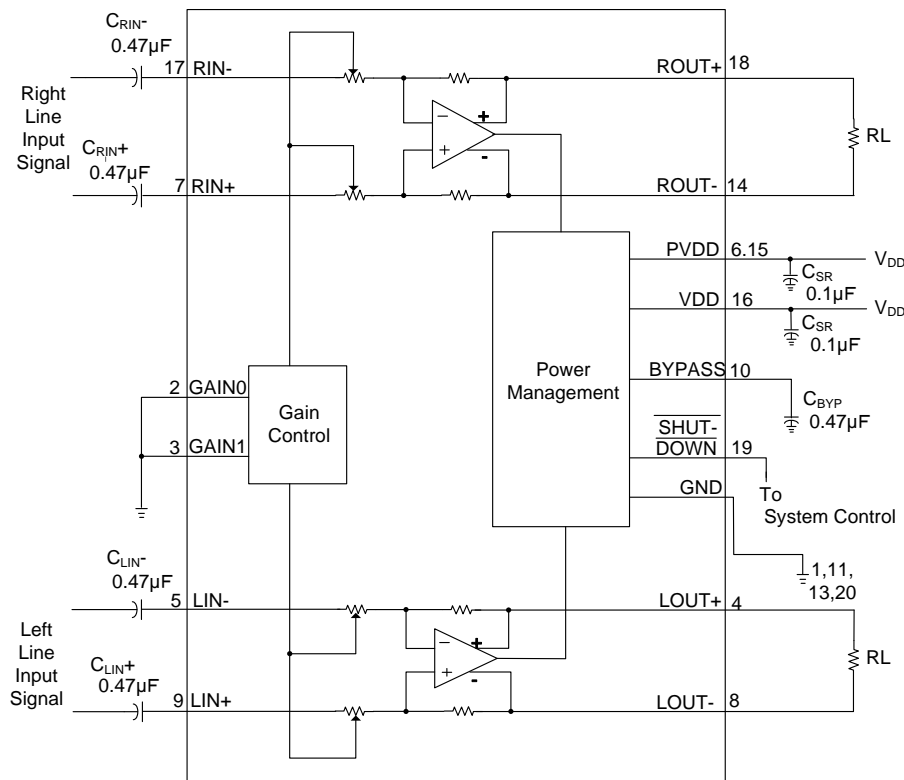 CRIN-
0.47µF
17 RIN-
ROUT+ 18
Right
Line
Input
Signal
CRIN+
0.47µF
7 RIN+
ROUT- 14
RL
− + + -
PVDD 6.15
VDD
CSR
0.1µF
VDD 16
VDD
CSR
0.1µF
Power
Management
BYPASS 10
CBYP
0.47µF
2 GAIN0
3 GAIN1
Gain
Control
SHUT-
DOWN 19
To
System Control
GND
1,11,
13,20
CLIN-
0.47µF
5 LIN-
LOUT+ 4
Left
Line
Input
Signal
CLIN+
0.47µF
9 LIN+
LOUT- 8
RL
− + + -